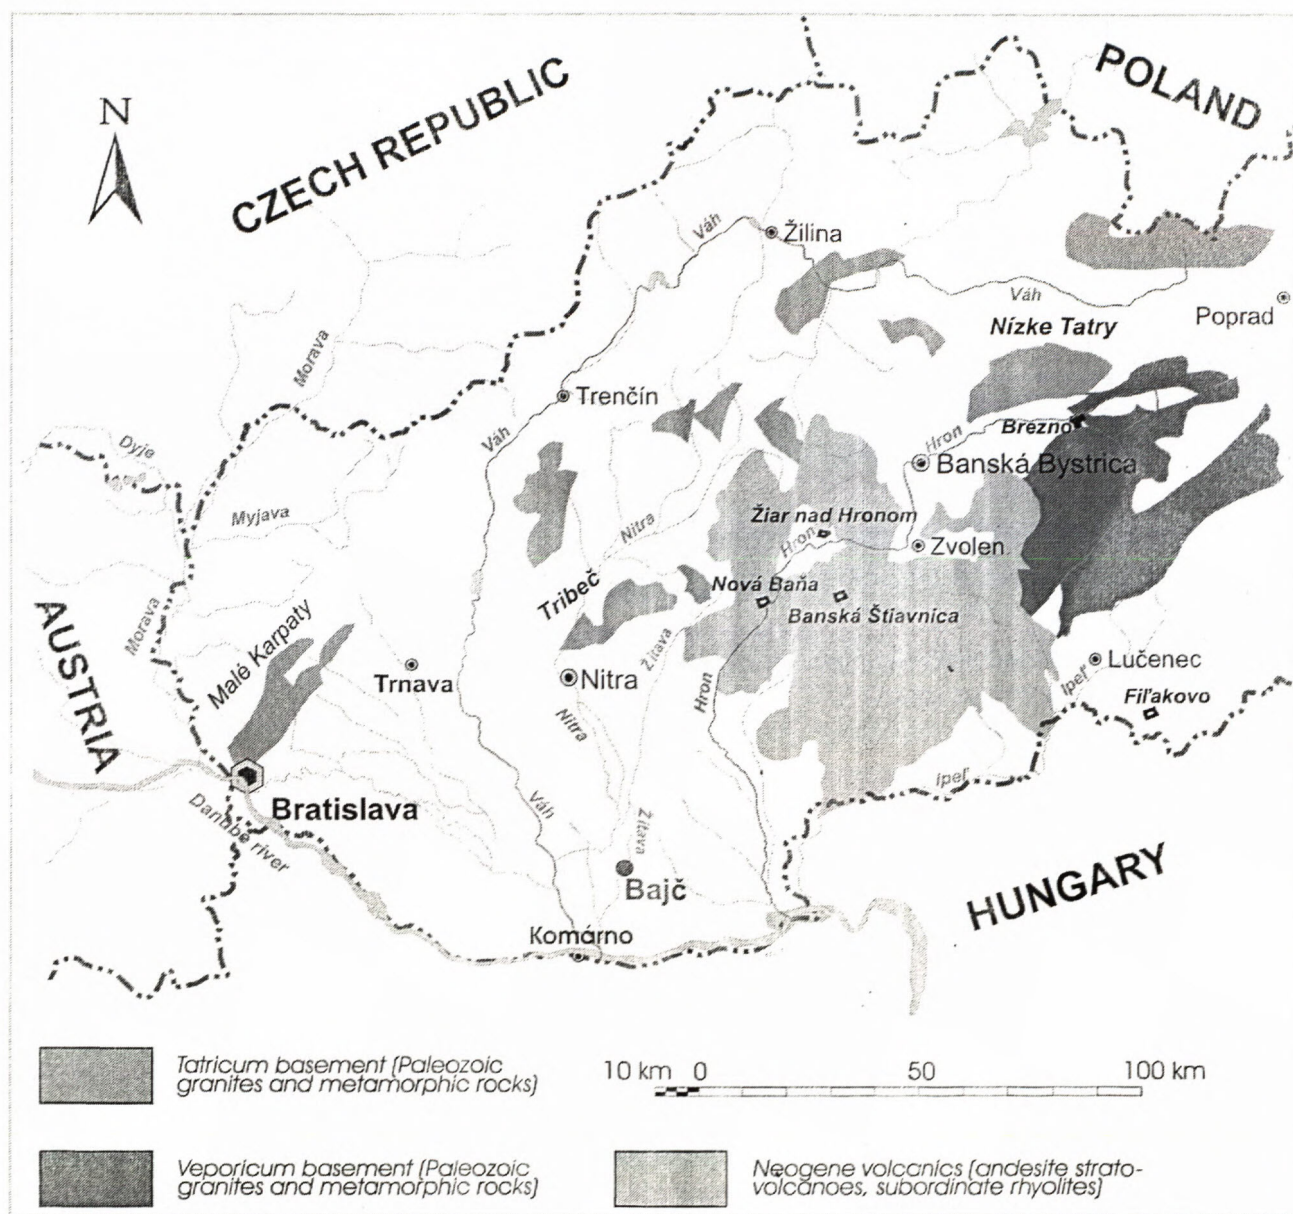 N
CZECH REPUBLIC
POLAND
Váh
Žilina
Váh
Poprad
Nízke Tatry
Morava
Trenčín
Váh
Brezno
Hron
Banská Bystrica
Dyje
Myjava
Nitra
Žiar nad Hronom
Hron
Zvolen
Nová Baňa
Banská Štiavnica
Tribeč
AUSTRIA
Morava
Malé Karpaty
Trnava
Nitra
Žitava
Hron
Ipeľ
Lučenec
Fiľakovo
Nitra
Ipeľ
Bratislava
Danube river
Váh
Žitava
Bajč
HUNGARY
Komárno
Tatricum basement (Paleozoic
granites and metamorphic rocks)
10 km 0 50 100 km
Veporicum basement (Paleozoic
granites and metamorphic rocks)
Neogene volcanics (andesite strato-
volcanoes, subordinate rhyolites)